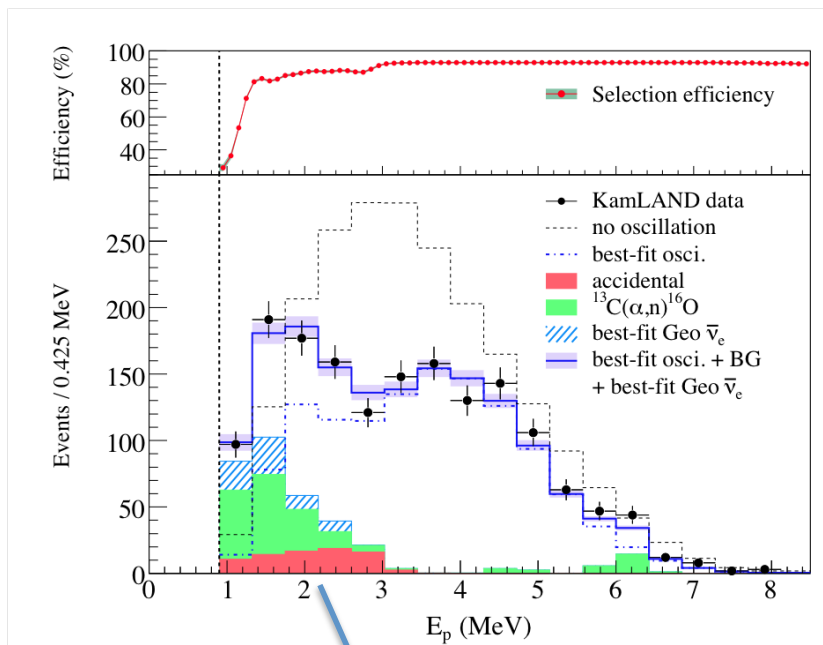 Efficiency (%)
100
80
60
40
Selection efficiency
Events / 0.425 MeV
250
200
150
100
50
0
KamLAND data
no oscillation
best-fit osci.
accidental
¹³C(α,n)¹⁶O
best-fit Geo ν̅ₑ
best-fit osci. + BG
+ best-fit Geo ν̅ₑ
0 1 2 3 4 5 6 7 8
Eₚ (MeV)